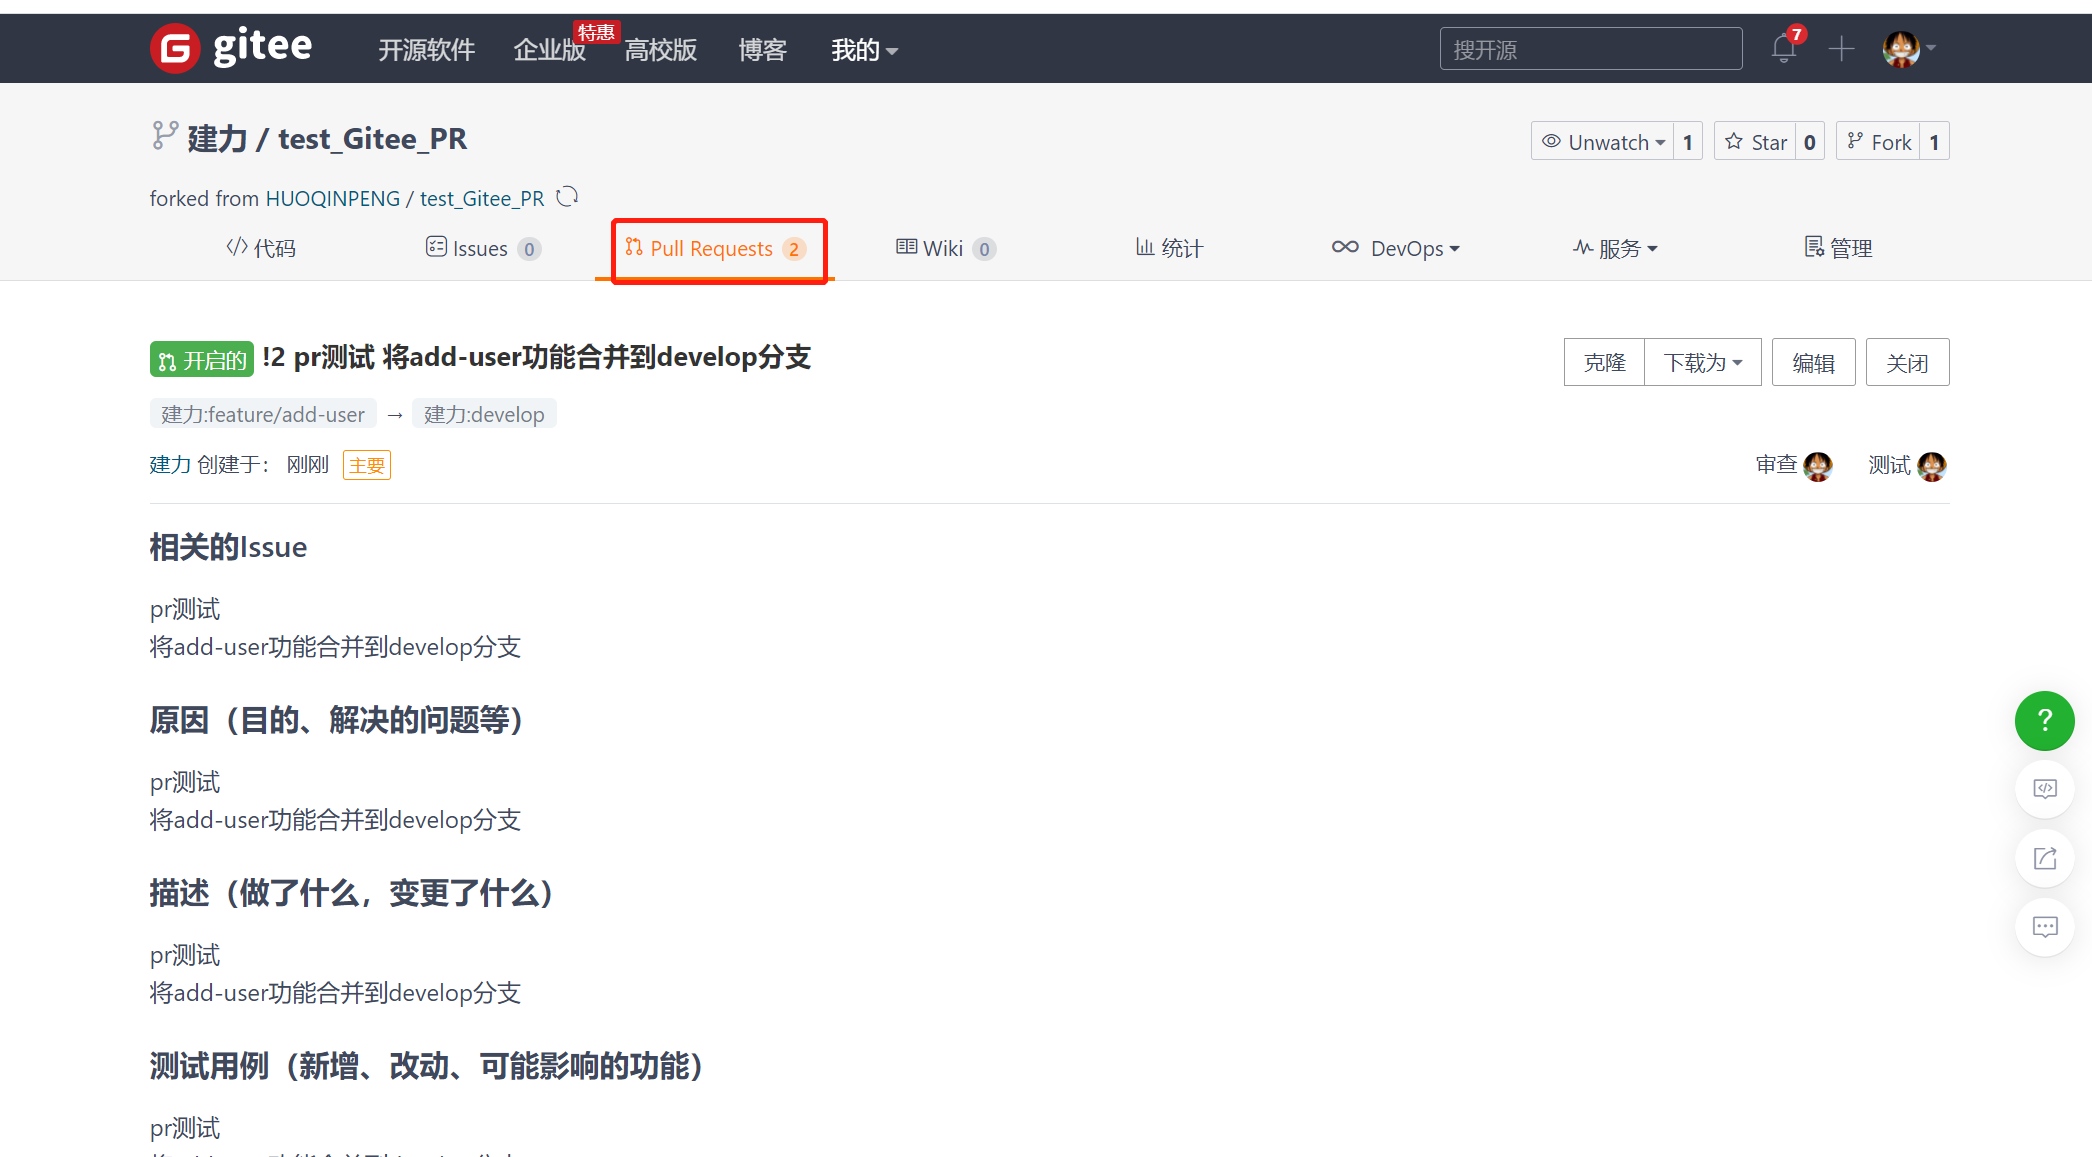 gitee 开源软件 企业版 特惠 高校版 博客 我的 搜开源 7
建力 / test_Gitee_PR Unwatch 1 Star 0 Fork 1
forked from HUOQINPENG / test_Gitee_PR
代码 Issues 0 Pull Requests 2 Wiki 0 统计 DevOps 服务 管理
开启的 !2 pr测试 将add-user功能合并到develop分支 克隆 下载为 编辑 关闭
建力:feature/add-user → 建力:develop
建力 创建于： 刚刚 主要 审查 测试
相关的Issue
pr测试
将add-user功能合并到develop分支
原因（目的、解决的问题等）
pr测试
将add-user功能合并到develop分支
?
描述（做了什么，变更了什么）
pr测试
将add-user功能合并到develop分支
测试用例（新增、改动、可能影响的功能）
pr测试